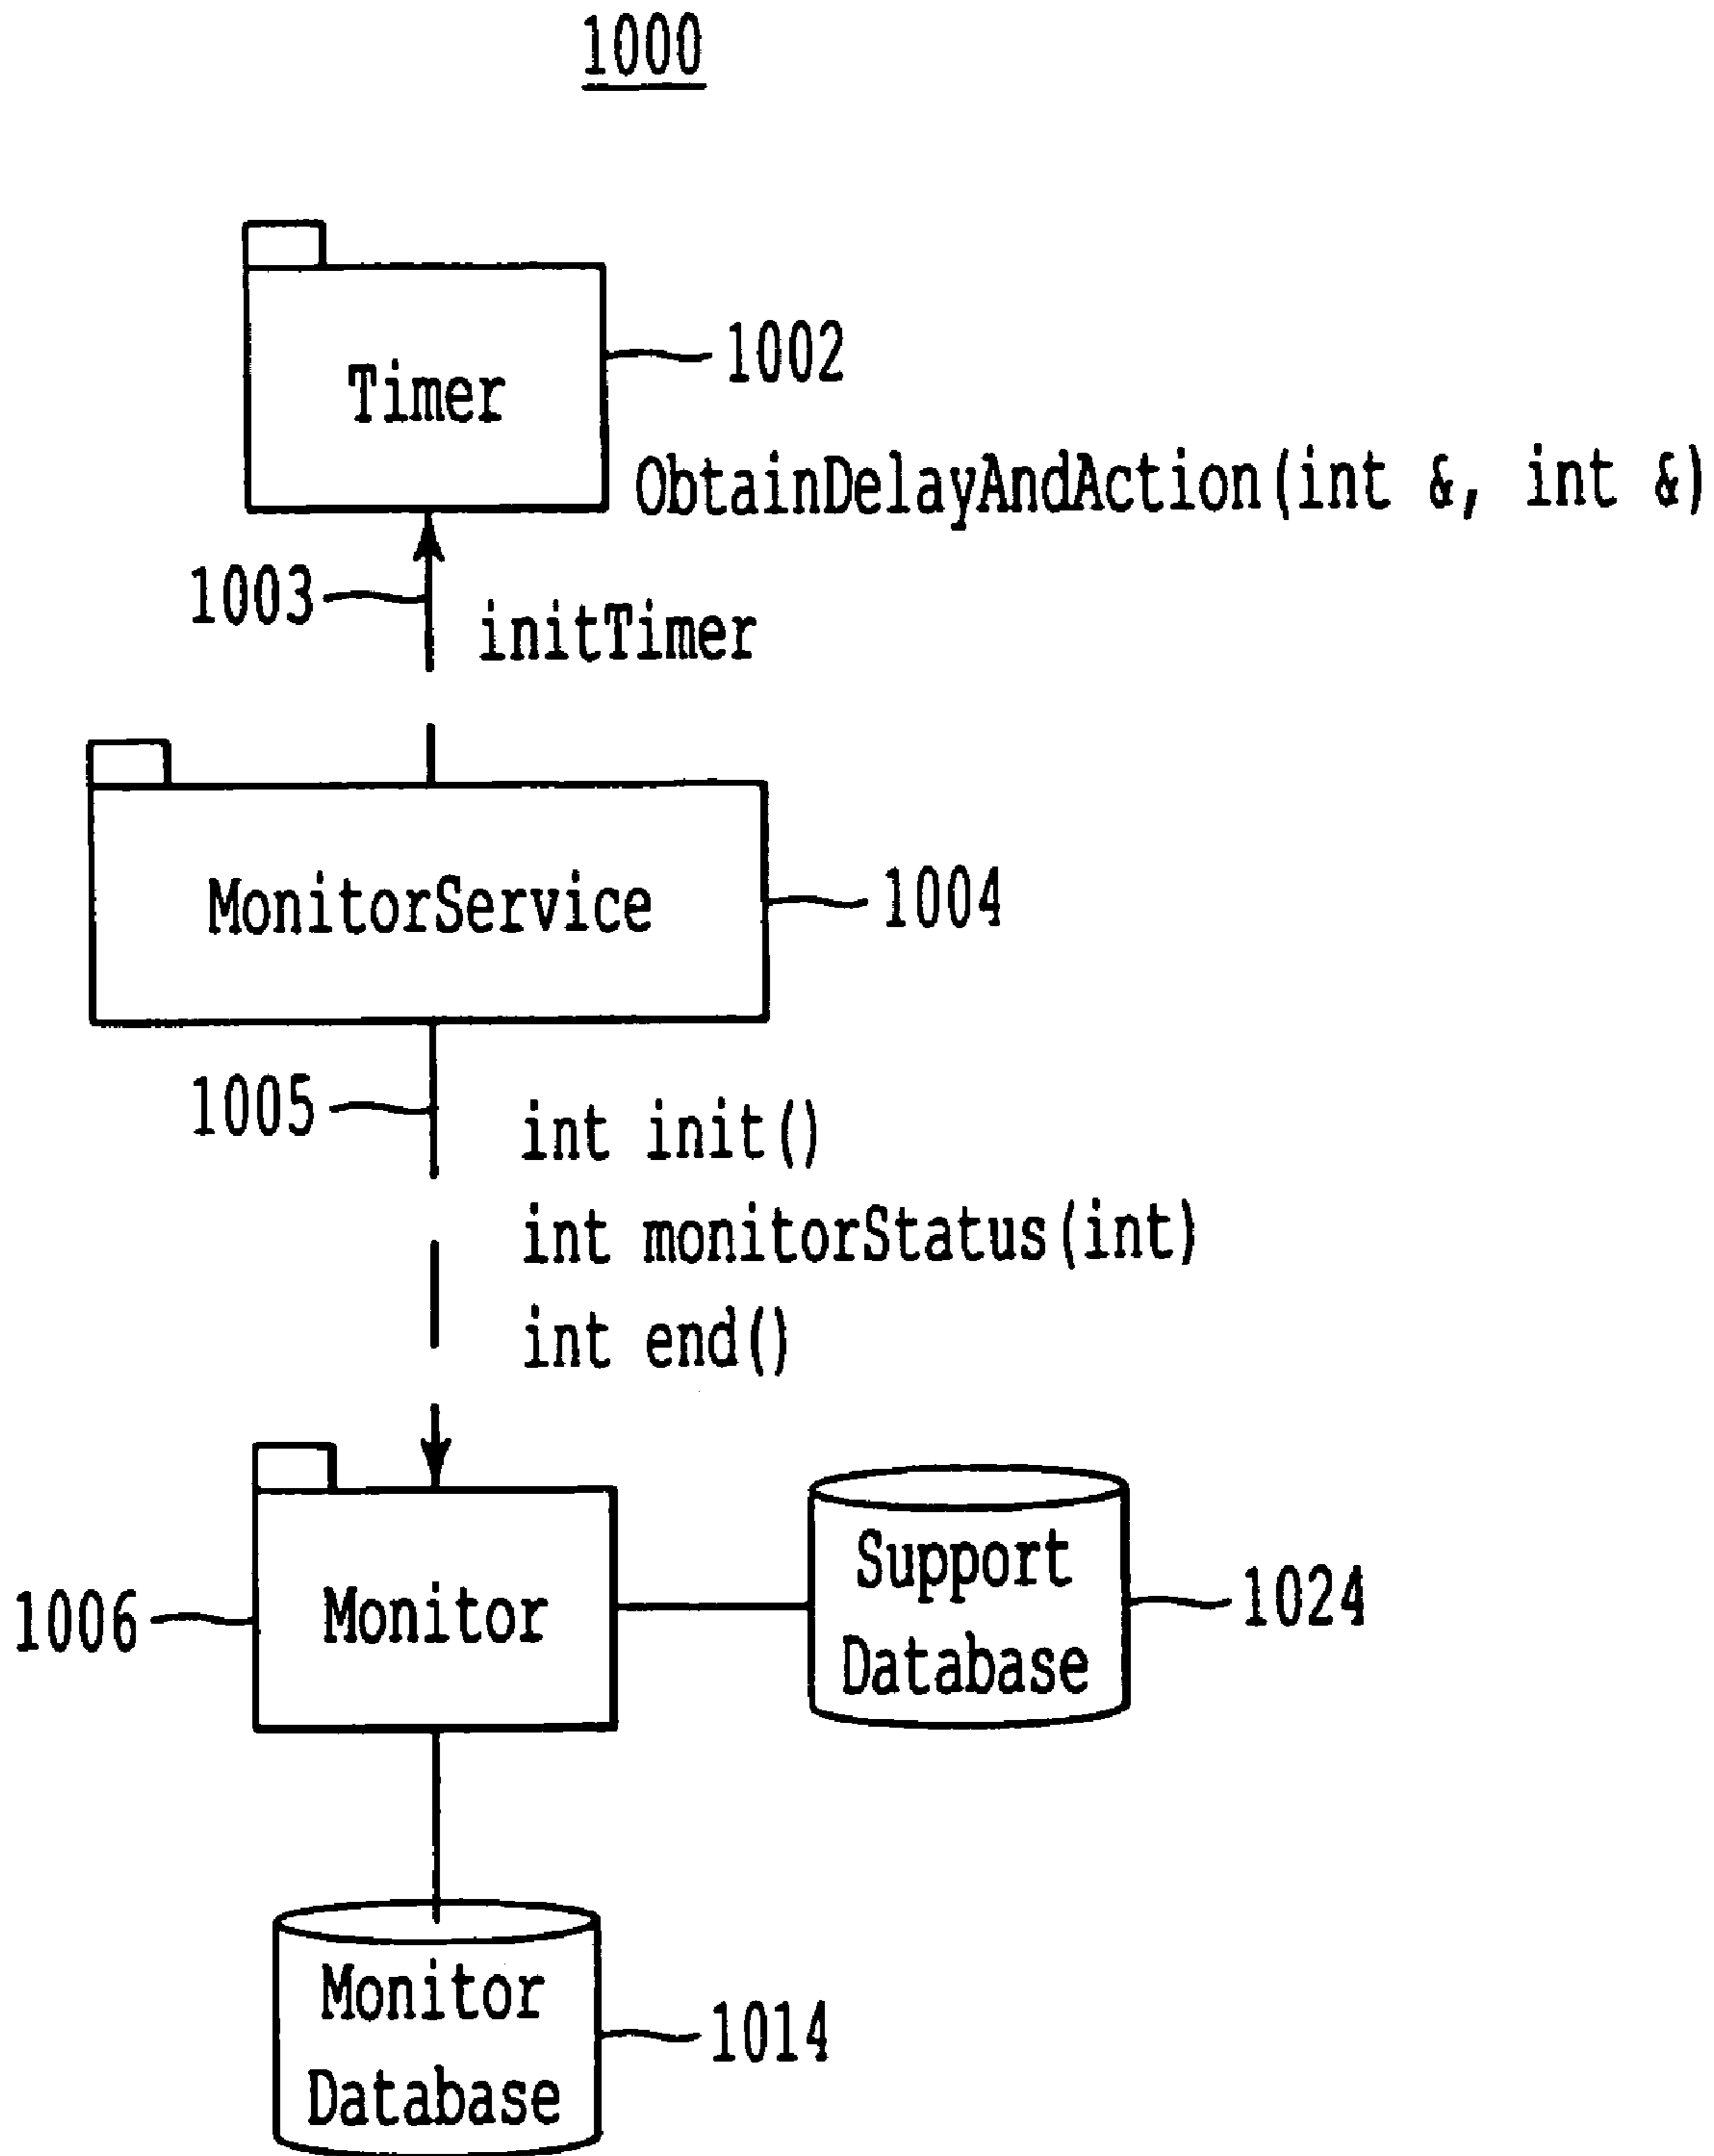 1000
Timer
1002
ObtainDelayAndAction(int &, int &)
1003
initTimer
MonitorService
1004
1005
int init()
int monitorStatus(int)
int end()
1006
Monitor
Support
Database
1024
Monitor
Database
1014